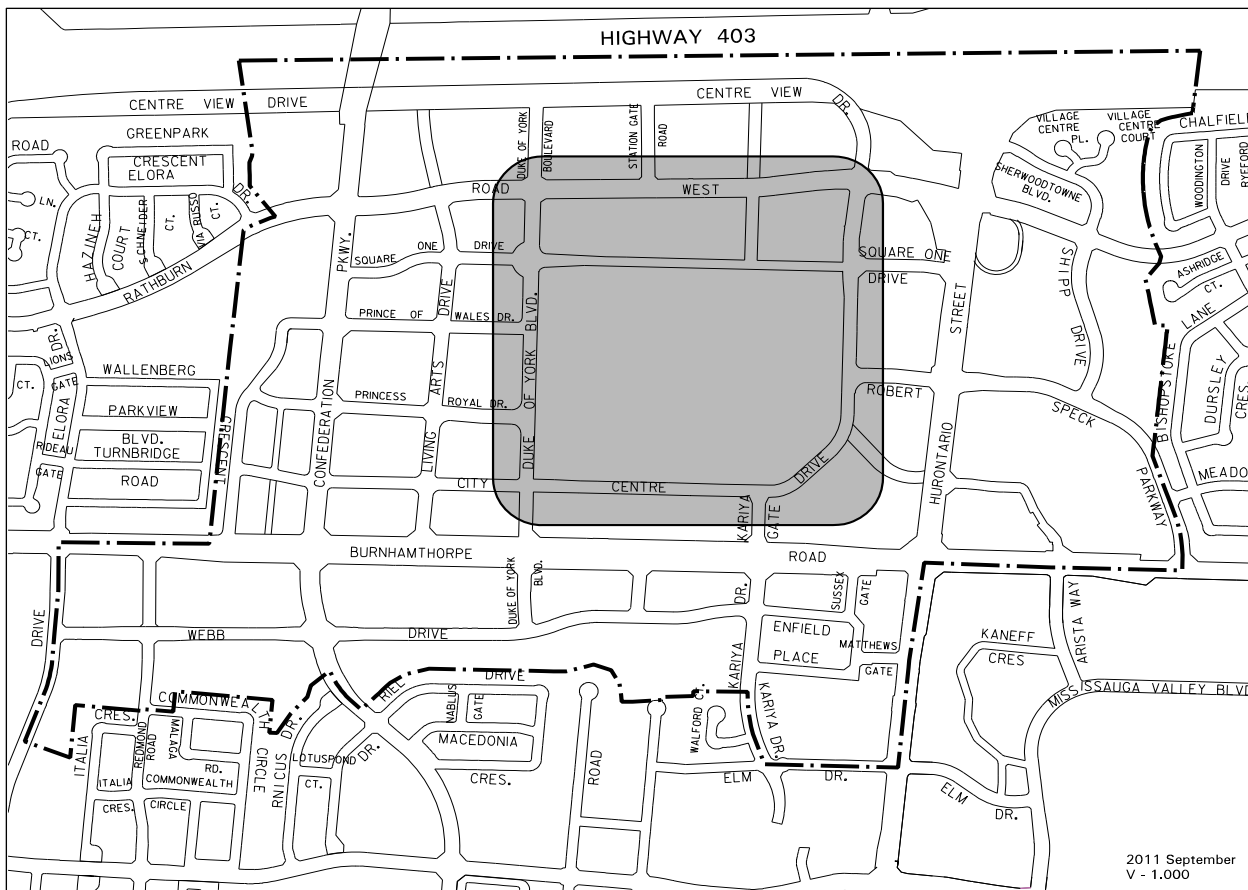 HIGHWAY 403
CENTRE VIEW DRIVE
CENTRE VIEW DR.
GREENPARK
CRESCENT
ELORA
DR.
ROAD
LN.
CT.
HAZINEH
COURT
SCHNEIDER
CT.
VIA RUSSO
CT.
RATHBURN
ROAD
WEST
DUKE OF YORK
BOULEVARD
STATION GATE
ROAD
VILLAGE
CENTRE
PL.
VILLAGE
CENTRE
COURT
CHALFIELD
SHERWOODTOWNE
BLVD.
WOODINGTON
DRIVE
RYEFORD
PKWY.
SQUARE ONE DRIVE
SQUARE ONE
DRIVE
ASHRIDGE
CT.
LANE
SHIPP
DRIVE
STREET
PRINCE OF WALES DR.
DRIVE
DUKE OF YORK BLVD.
DR.
LIONS
GATE
CT.
ELORA
WALLENBERG
PARKVIEW
BLVD.
TURNBRIDGE
ROAD
RIDEAU
GATE
CRESCENT
CONFEDERATION
PRINCESS ROYAL DR.
LIVING
ARTS
ROBERT
SPECK
PARKWAY
BISHOPSTOKE
DURSLEY
CRES.
MEADO
CITY CENTRE DRIVE
KARIYA
GATE
HURONTARIO
BURNHAMTHORPE ROAD
DUKE OF YORK
BLVD.
DR.
SUSSEX
GATE
DRIVE
WEBB DRIVE
ENFIELD
PLACE
MATTHEWS
GATE
KARIYA
KANEFF
CRES
ARISTA WAY
MISSISSAUGA VALLEY BLVD
COMMONWEALTH
CIRCLE
CRES.
ITALIA
REDMOND
ROAD
MALAGA
RD.
ITALIA
CRES.
COMMONWEALTH
CIRCLE
RINCUS
DR.
LOTUSPOND
CT.
DR.
RIEL
DRIVE
NABLUS
GATE
MACEDONIA
CRES.
ROAD
WALFORD CT.
KARIYA DR.
ELM DR.
ELM
DR.
2011 September
V - 1.000